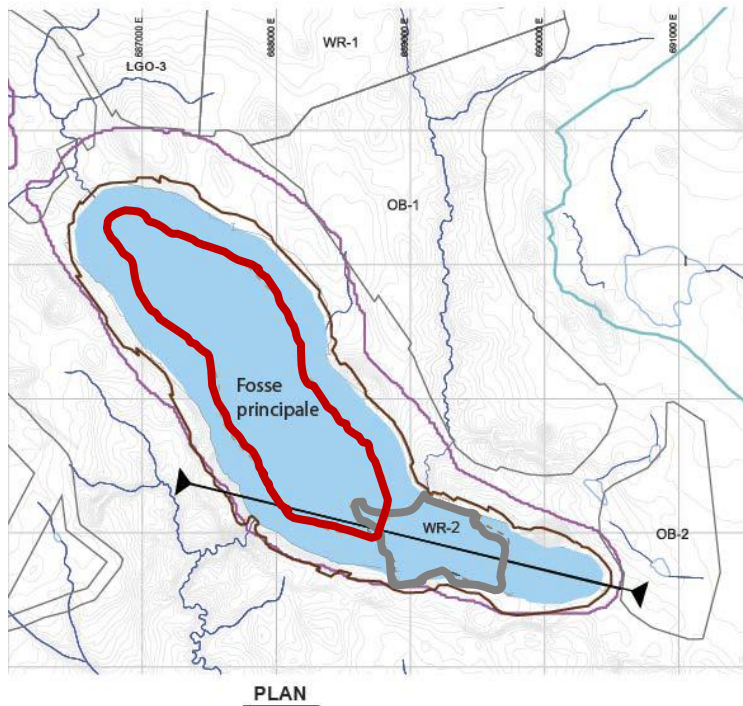 687000 E
688000 E
689000 E
690000 E
691000 E
WR-1
LGO-3
OB-1
Fosse
principale
WR-2
OB-2
PLAN